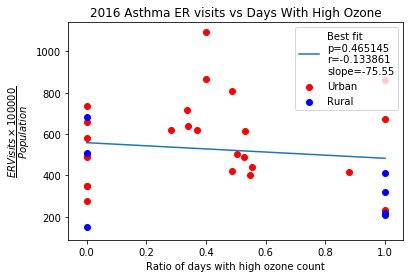 2016 Asthma ER visits vs Days With High Ozone
Best fit
p=0.465145
r=-0.133861
slope=-75.55
Urban
Rural
1000
800
600
400
200
ERVisits × 100000
Population
0.0 0.2 0.4 0.6 0.8 1.0
Ratio of days with high ozone count